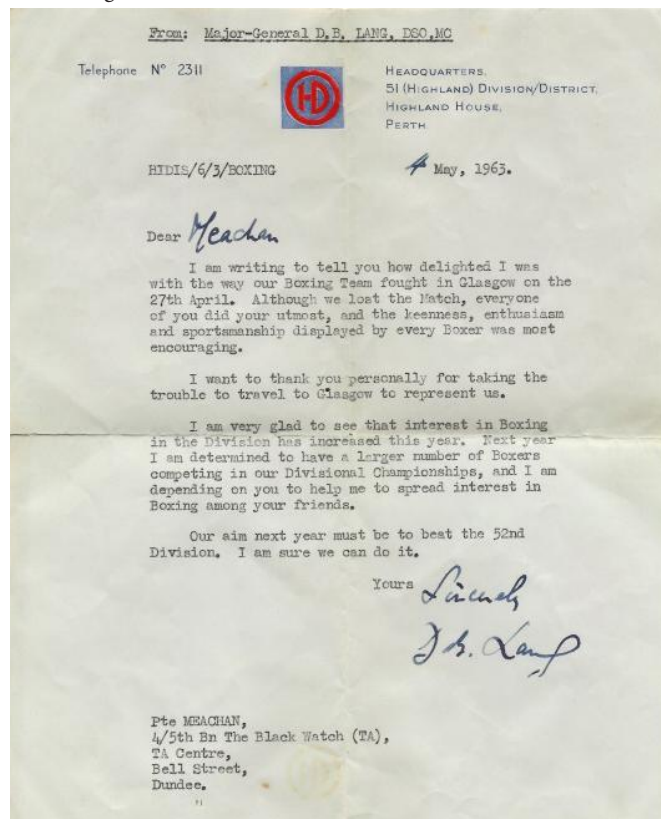 From: Major-General D.B. LANG, DSO,MC
Telephone Nº 2311
HD
HEADQUARTERS,
51 (HIGHLAND) DIVISION/DISTRICT,
HIGHLAND HOUSE,
PERTH.
HIDIS/6/3/BOXING
4 May, 1963.
Dear Meachan
I am writing to tell you how delighted I was
with the way our Boxing Team fought in Glasgow on the
27th April. Although we lost the Match, everyone
of you did your utmost, and the keenness, enthusiasm
and sportsmanship displayed by every Boxer was most
encouraging.
I want to thank you personally for taking the
trouble to travel to Glasgow to represent us.
I am very glad to see that interest in Boxing
in the Division has increased this year. Next year
I am determined to have a larger number of Boxers
competing in our Divisional Championships, and I am
depending on you to help me to spread interest in
Boxing among your friends.
Our aim next year must be to beat the 52nd
Division. I am sure we can do it.
Yours Sincerely
D.B. Lang
Pte MEACHAN,
4/5th Bn The Black Watch (TA),
TA Centre,
Bell Street,
Dundee.